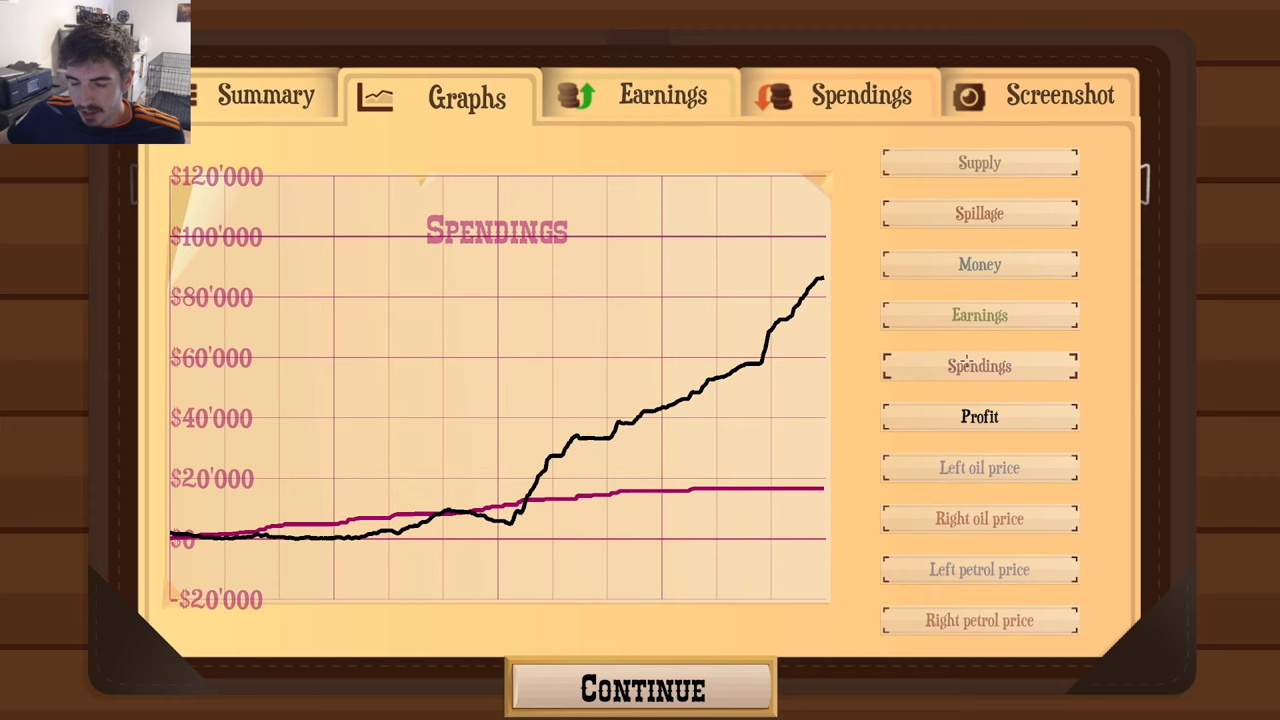 Summary
Graphs
Earnings
Spendings
Screenshot
$120'000
$100'000
$80'000
$60'000
$40'000
$20'000
$0
-$20'000
Spendings
Supply
Spillage
Money
Earnings
Spendings
Profit
Left oil price
Right oil price
Left petrol price
Right petrol price
Continue